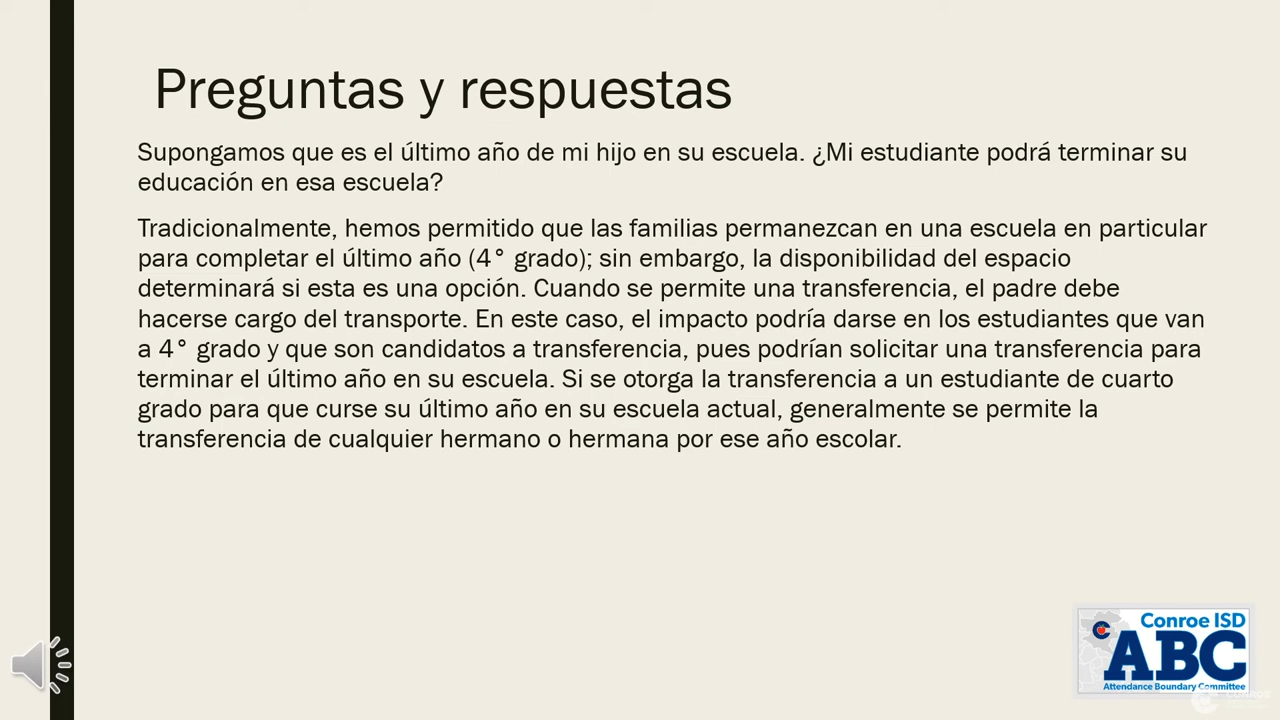 Preguntas y respuestas
Supongamos que es el último año de mi hijo en su escuela. ¿Mi estudiante podrá terminar su
educación en esa escuela?
Tradicionalmente, hemos permitido que las familias permanezcan en una escuela en particular
para completar el último año (4° grado); sin embargo, la disponibilidad del espacio
determinará si esta es una opción. Cuando se permite una transferencia, el padre debe
hacerse cargo del transporte. En este caso, el impacto podría darse en los estudiantes que van
a 4° grado y que son candidatos a transferencia, pues podrían solicitar una transferencia para
terminar el último año en su escuela. Si se otorga la transferencia a un estudiante de cuarto
grado para que curse su último año en su escuela actual, generalmente se permite la
transferencia de cualquier hermano o hermana por ese año escolar.
Conroe ISD
ABC
Attendance Boundary Committee